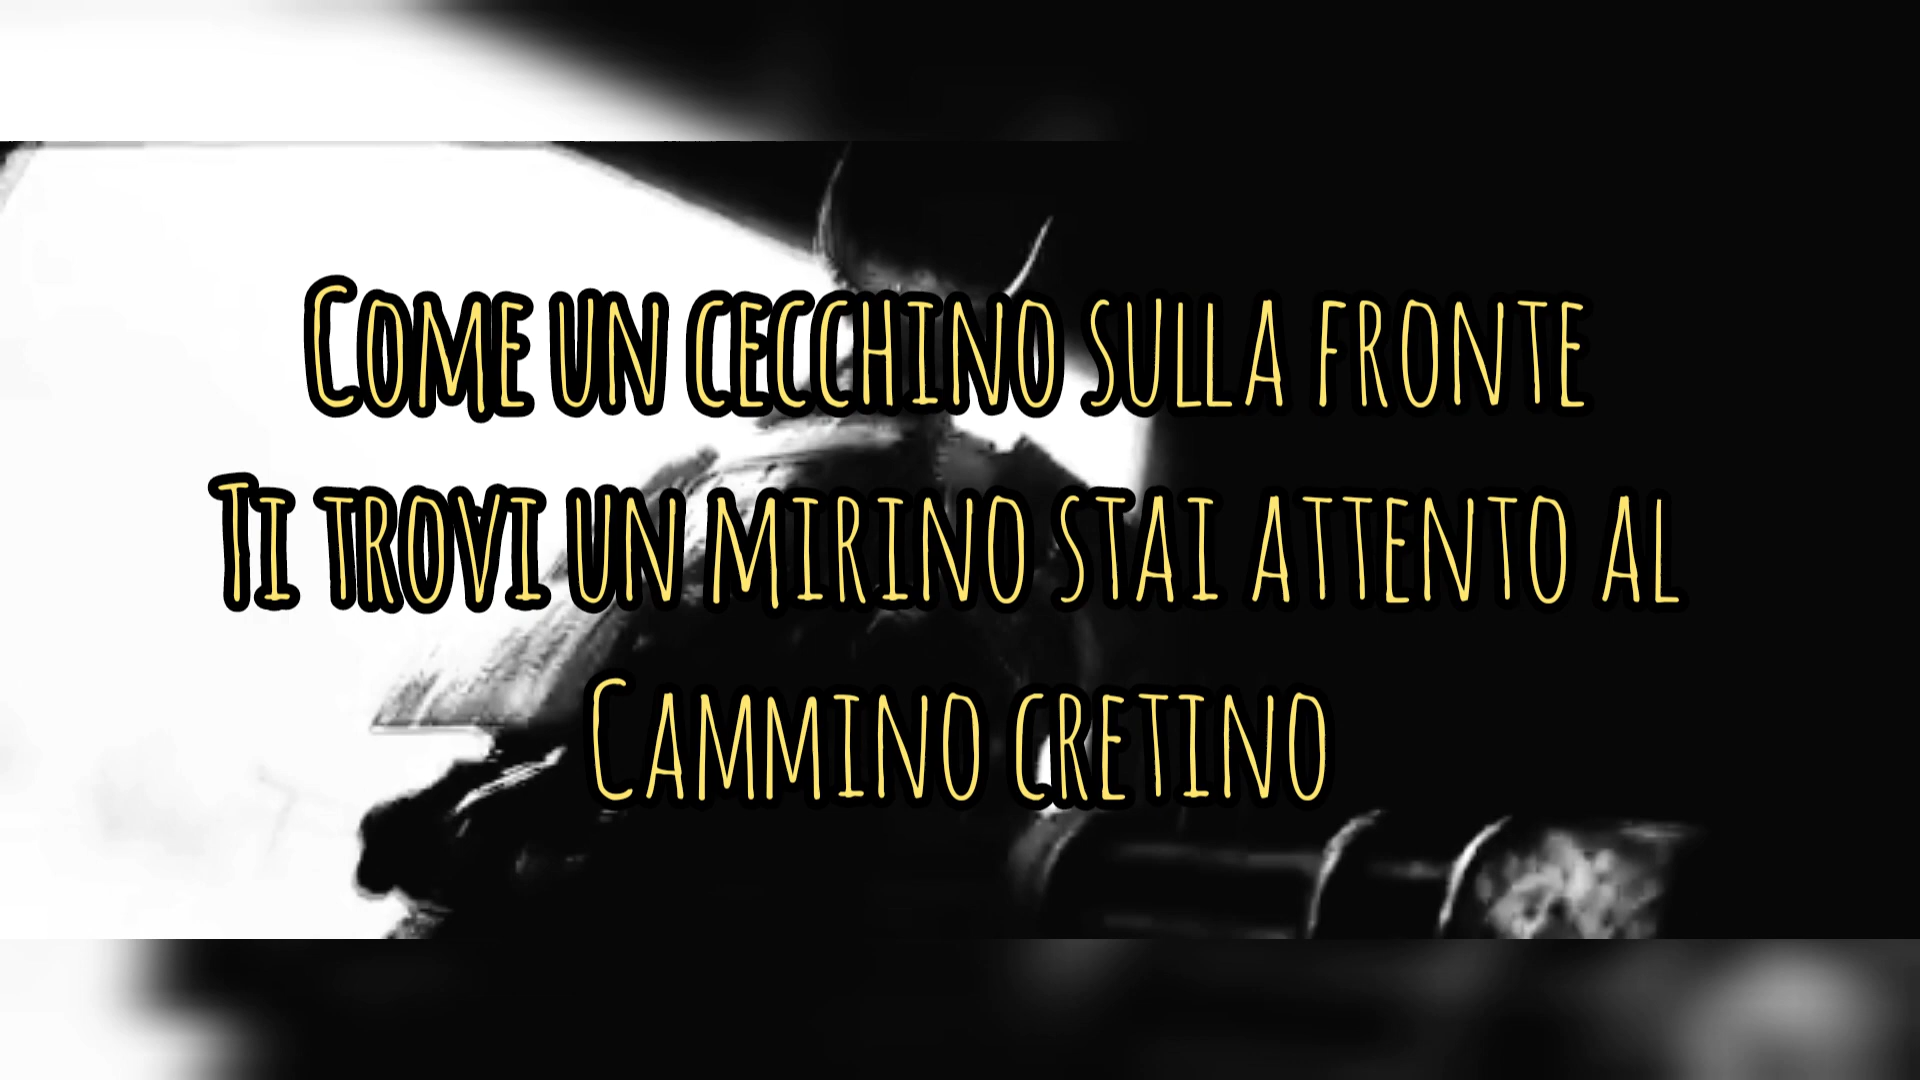 Come un cecchino sulla fronte
Ti trovi un mirino stai attento al
Cammino cretino